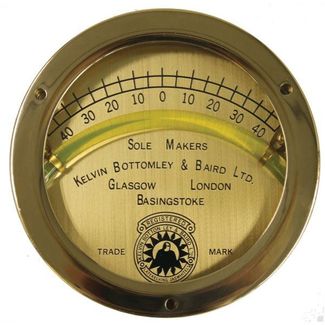 40 30 20 10 0 10 20 30 40
SOLE MAKERS
KELVIN BOTTOMLEY & BAIRD LTD.
GLASGOW LONDON
BASINGSTOKE
REGISTERED
TRADE MARK